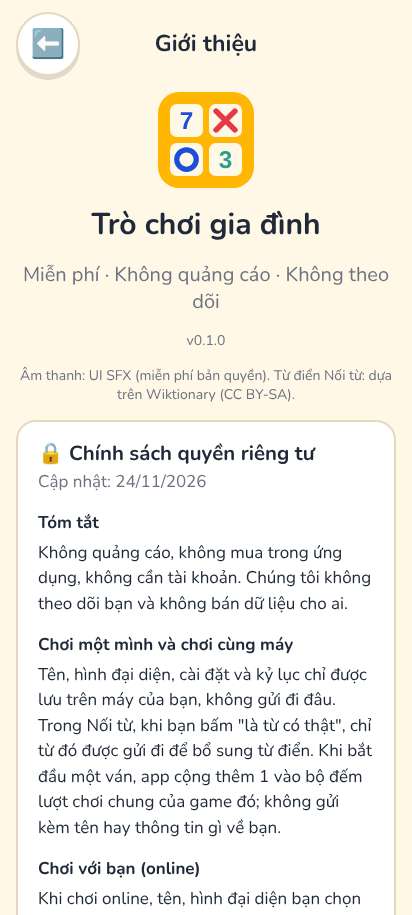 Giới thiệu
7
3
Trò chơi gia đình
Miễn phí · Không quảng cáo · Không theo
dõi
v0.1.0
Âm thanh: UI SFX (miễn phí bản quyền). Từ điển Nối từ: dựa
trên Wiktionary (CC BY-SA).
🔒 Chính sách quyền riêng tư
Cập nhật: 24/11/2026
Tóm tắt
Không quảng cáo, không mua trong ứng
dụng, không cần tài khoản. Chúng tôi không
theo dõi bạn và không bán dữ liệu cho ai.
Chơi một mình và chơi cùng máy
Tên, hình đại diện, cài đặt và kỷ lục chỉ được
lưu trên máy của bạn, không gửi đi đâu.
Trong Nối từ, khi bạn bấm "là từ có thật", chỉ
từ đó được gửi đi để bổ sung từ điển. Khi bắt
đầu một ván, app cộng thêm 1 vào bộ đếm
lượt chơi chung của game đó; không gửi
kèm tên hay thông tin gì về bạn.
Chơi với bạn (online)
Khi chơi online, tên, hình đại diện bạn chọn